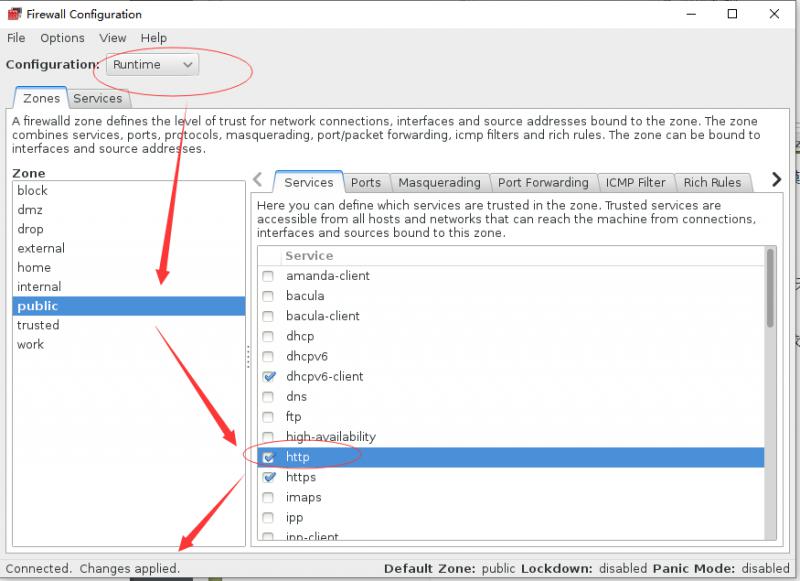 Firewall Configuration
File Options View Help
Configuration: Runtime
Zones Services
A firewalld zone defines the level of trust for network connections, interfaces and source addresses bound to the zone. The zone
combines services, ports, protocols, masquerading, port/packet forwarding, icmp filters and rich rules. The zone can be bound to
interfaces and source addresses.
Zone
block
dmz
drop
external
home
internal
public
trusted
work
Services Ports Masquerading Port Forwarding ICMP Filter Rich Rules
Here you can define which services are trusted in the zone. Trusted services are
accessible from all hosts and networks that can reach the machine from connections,
interfaces and sources bound to this zone.
Service
amanda-client
bacula
bacula-client
dhcp
dhcpv6
dhcpv6-client
dns
ftp
high-availability
http
https
imaps
ipp
ipp-client
Connected. Changes applied.
Default Zone: public Lockdown: disabled Panic Mode: disabled